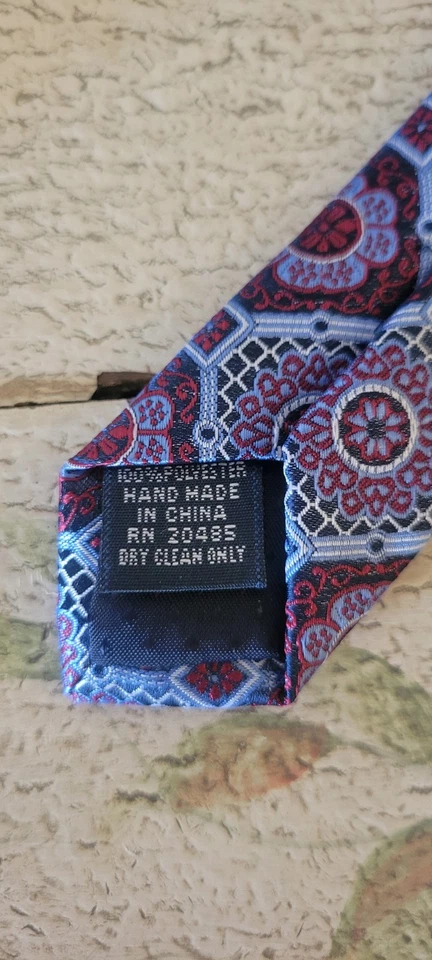 100% POLYESTER
HAND MADE
IN CHINA
RN 20485
DRY CLEAN ONLY